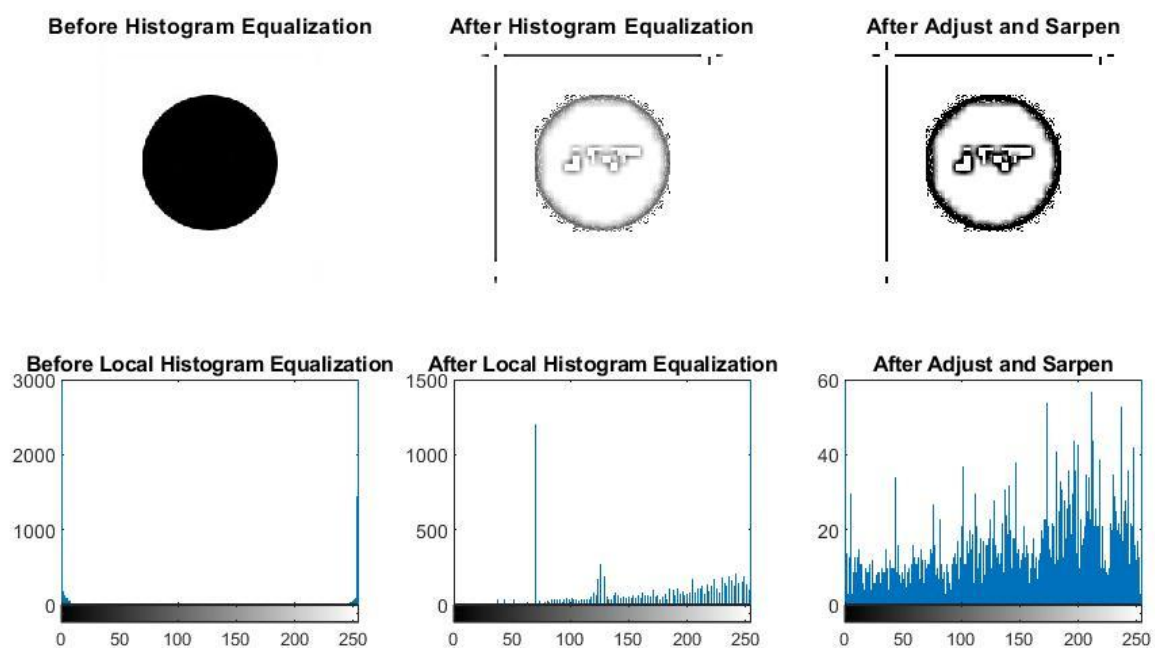 Before Histogram Equalization
After Histogram Equalization
After Adjust and Sarpen
Before Local Histogram Equalization
After Local Histogram Equalization
After Adjust and Sarpen
3000
2000
1000
0
0 50 100 150 200 250
1500
1000
500
0
0 50 100 150 200 250
60
40
20
0
0 50 100 150 200 250